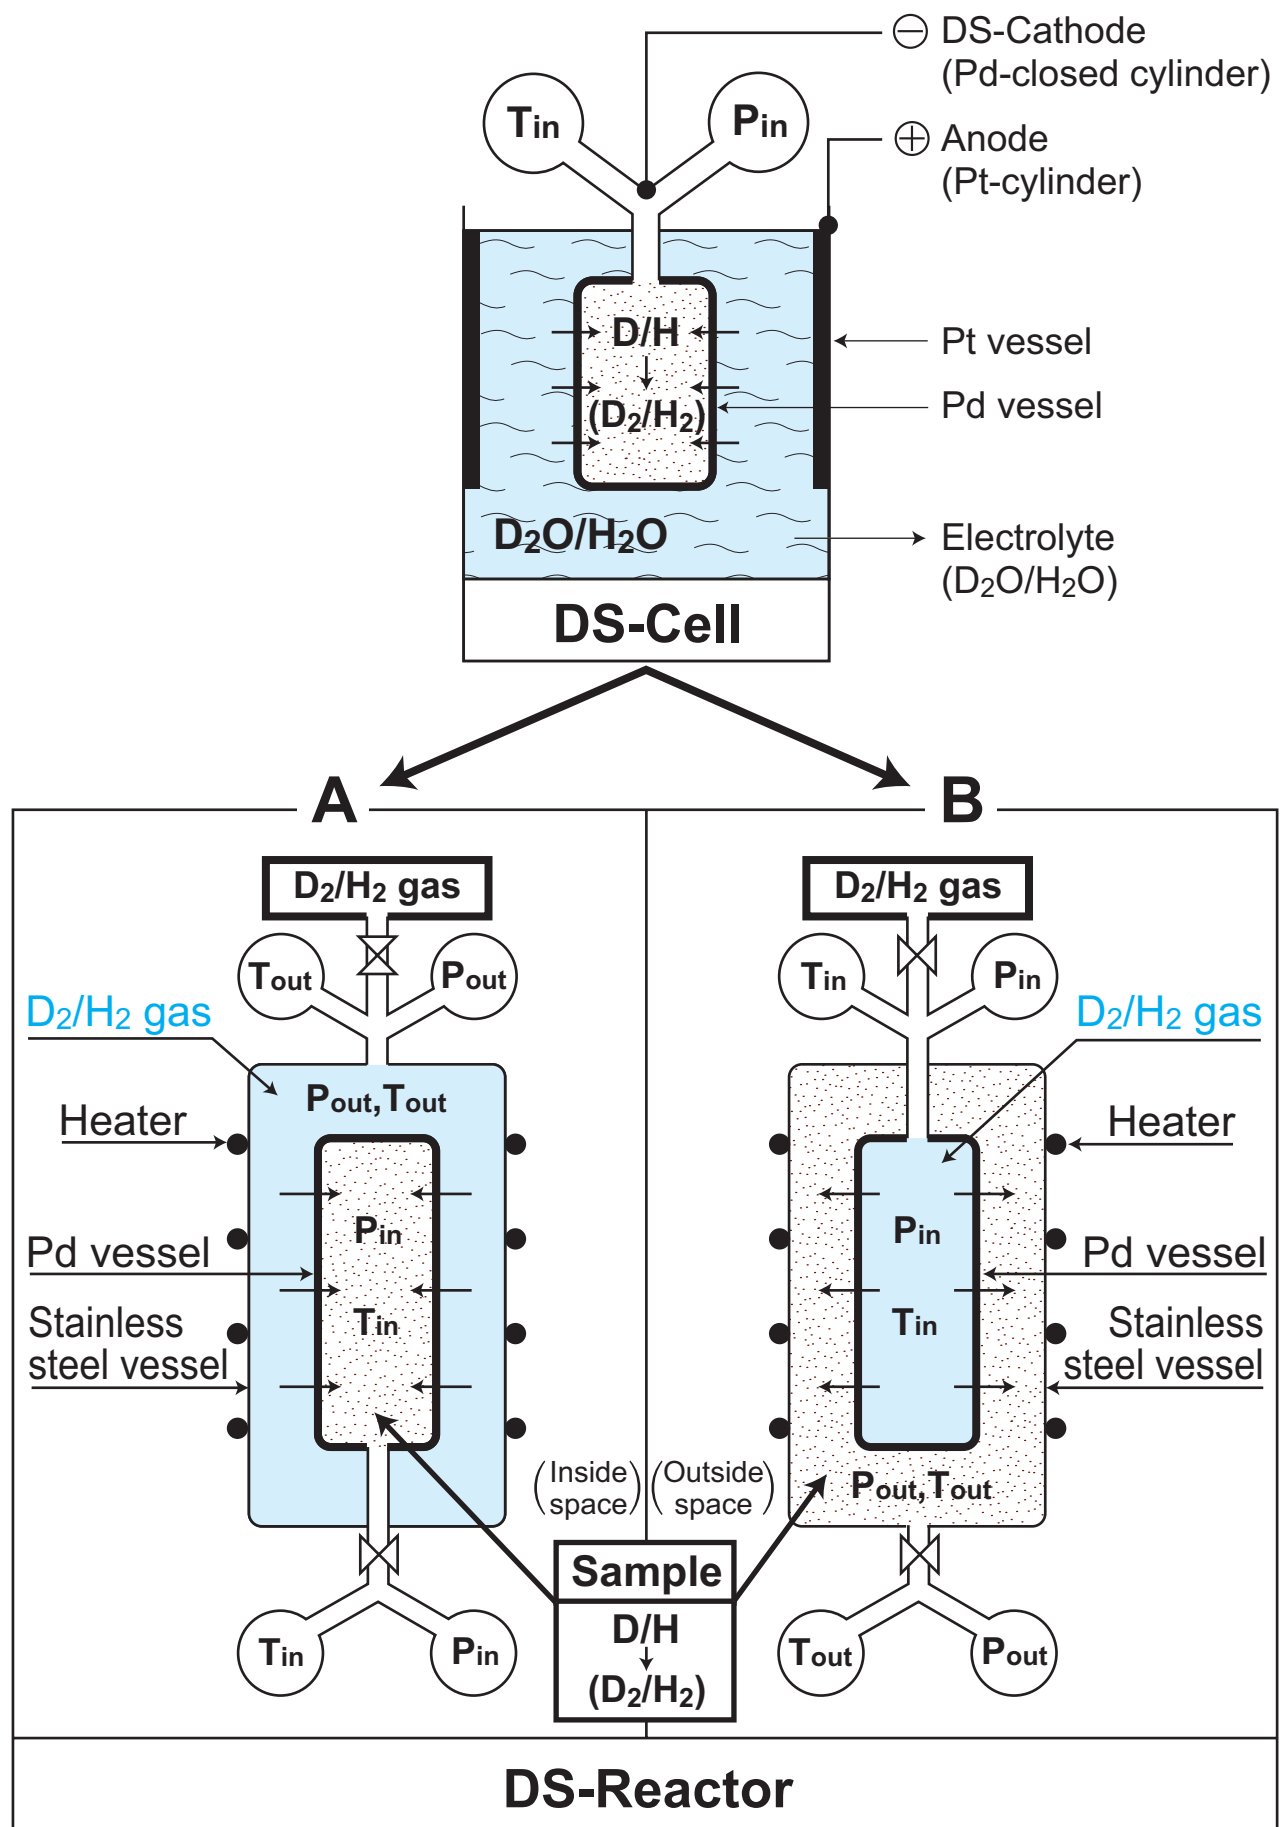 ⊖ DS-Cathode
(Pd-closed cylinder)
Tin
Pin
⊕ Anode
(Pt-cylinder)
D/H
(D2/H2)
Pt vessel
Pd vessel
D2O/H2O
Electrolyte
(D2O/H2O)
DS-Cell
A
D2/H2 gas
Tout
Pout
D2/H2 gas
Pout,Tout
Heater
Pin
Pd vessel
Tin
Stainless
steel vessel
(Inside
space)
Tin
Pin
B
D2/H2 gas
Tin
Pin
D2/H2 gas
Heater
Pin
Pd vessel
Tin
Stainless
steel vessel
(Outside
space)
Pout,Tout
Tout
Pout
Sample
D/H
(D2/H2)
DS-Reactor